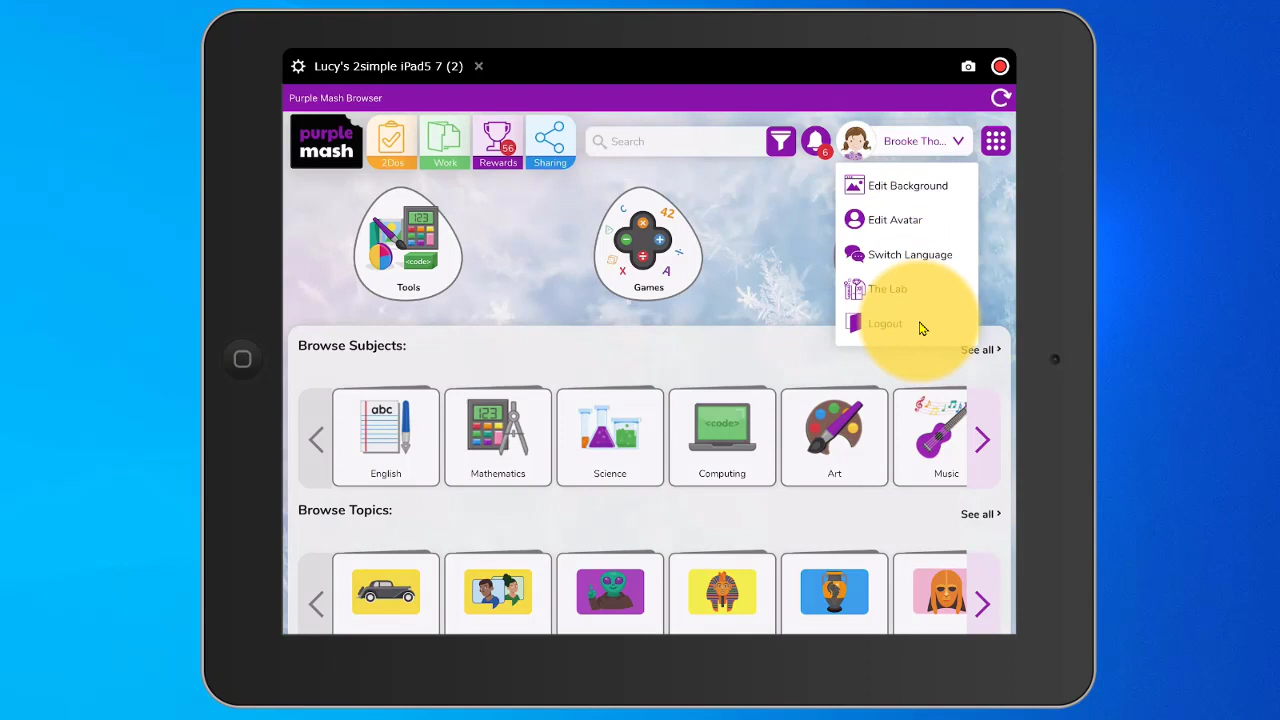 Lucy's 2simple iPad5 7 (2)
Purple Mash Browser
purple
mash
2Dos
Work
56
Rewards
Sharing
Search
6
Brooke Tho...
Edit Background
Edit Avatar
Switch Language
The Lab
Logout
123
<code>
Tools
C
42
X
A
Games
Browse Subjects:
See all >
abc
English
123
Mathematics
Science
<code>
Computing
Art
Music
Browse Topics:
See all >